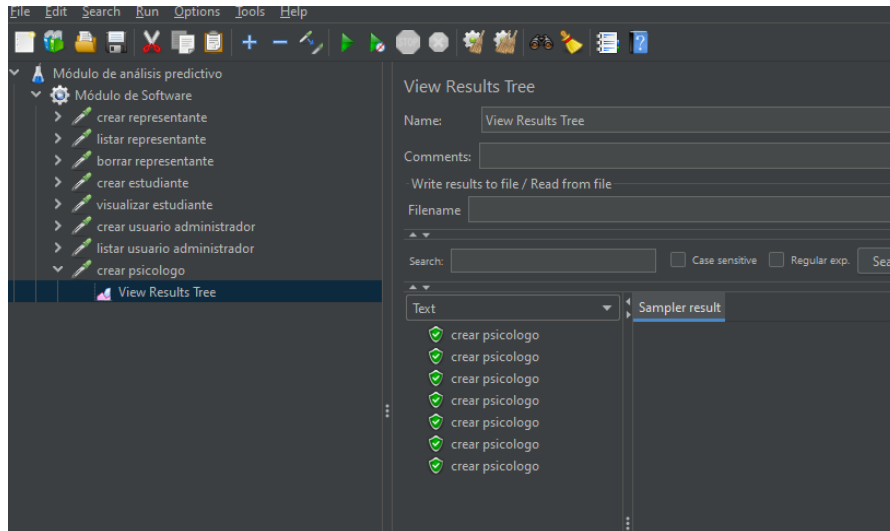 File Edit Search Run Options Tools Help
STOP
?
Módulo de análisis predictivo
Módulo de Software
crear representante
listar representante
borrar representante
crear estudiante
visualizar estudiante
crear usuario administrador
listar usuario administrador
crear psicologo
View Results Tree
View Results Tree
Name: View Results Tree
Comments:
Write results to file / Read from file
Filename
Search: Case sensitive Regular exp. Sea
Text Sampler result
crear psicologo
crear psicologo
crear psicologo
crear psicologo
crear psicologo
crear psicologo
crear psicologo